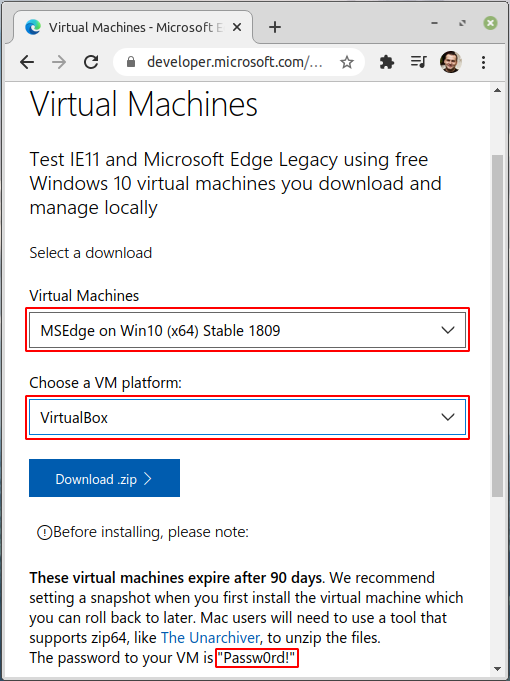 Virtual Machines - Microsoft E
developer.microsoft.com/...
Virtual Machines
Test IE11 and Microsoft Edge Legacy using free
Windows 10 virtual machines you download and
manage locally
Select a download
Virtual Machines
MSEdge on Win10 (x64) Stable 1809
Choose a VM platform:
VirtualBox
Download .zip
Before installing, please note:
These virtual machines expire after 90 days. We recommend
setting a snapshot when you first install the virtual machine which
you can roll back to later. Mac users will need to use a tool that
supports zip64, like The Unarchiver, to unzip the files.
The password to your VM is "Passw0rd!"